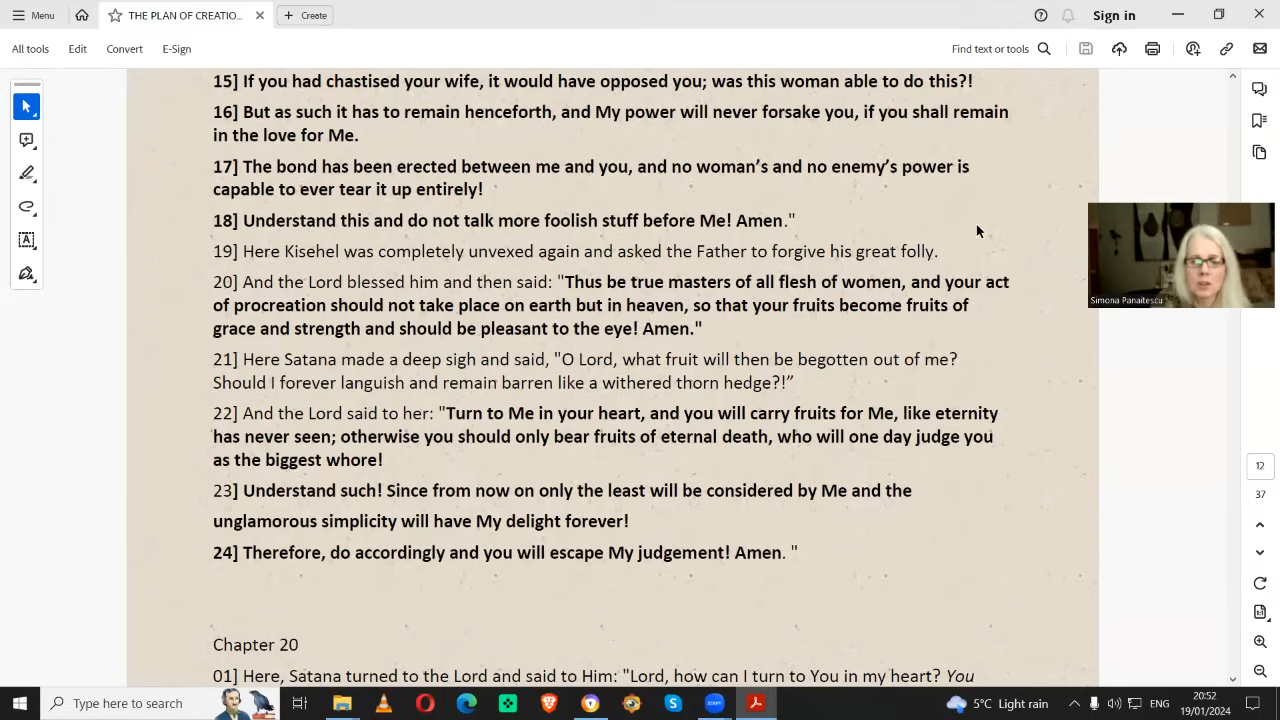 Menu
THE PLAN OF CREATIO...
Create
Sign in
All tools
Edit
Convert
E-Sign
Find text or tools
15] If you had chastised your wife, it would have opposed you; was this woman able to do this?!
16] But as such it has to remain henceforth, and My power will never forsake you, if you shall remain
in the love for Me.
17] The bond has been erected between me and you, and no woman’s and no enemy’s power is
capable to ever tear it up entirely!
18] Understand this and do not talk more foolish stuff before Me! Amen."
19] Here Kisehel was completely unvexed again and asked the Father to forgive his great folly.
20] And the Lord blessed him and then said: "Thus be true masters of all flesh of women, and your act
of procreation should not take place on earth but in heaven, so that your fruits become fruits of
grace and strength and should be pleasant to the eye! Amen."
21] Here Satana made a deep sigh and said, "O Lord, what fruit will then be begotten out of me?
Should I forever languish and remain barren like a withered thorn hedge?!”
22] And the Lord said to her: "Turn to Me in your heart, and you will carry fruits for Me, like eternity
has never seen; otherwise you should only bear fruits of eternal death, who will one day judge you
as the biggest whore!
23] Understand such! Since from now on only the least will be considered by Me and the
unglamorous simplicity will have My delight forever!
24] Therefore, do accordingly and you will escape My judgement! Amen. "
Chapter 20
01] Here, Satana turned to the Lord and said to Him: "Lord, how can I turn to You in my heart? You
Simona Panaitescu
12
37
Type here to search
5°C Light rain
ENG
20:52
19/01/2024